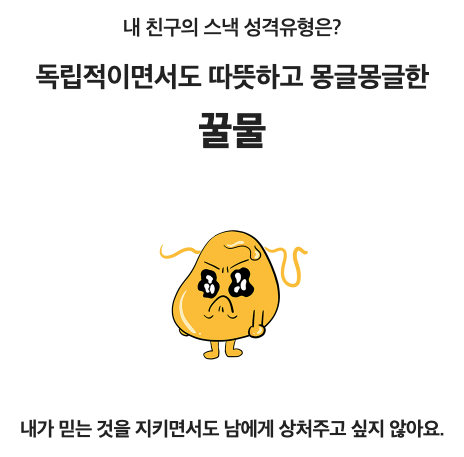 내 친구의 스낵 성격유형은?
독립적이면서도 따뜻하고 몽글몽글한
꿀물
내가 믿는 것을 지키면서도 남에게 상처주고 싶지 않아요.